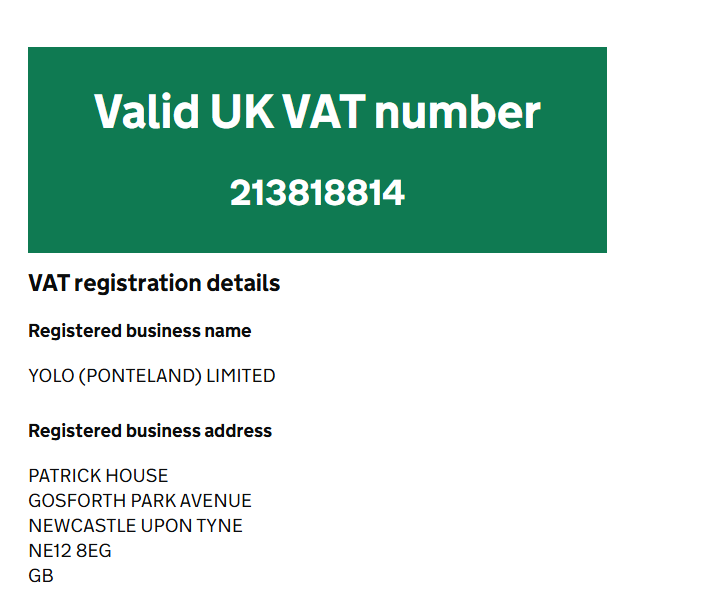 Valid UK VAT number
213818814
VAT registration details
Registered business name
YOLO (PONTELAND) LIMITED
Registered business address
PATRICK HOUSE
GOSFORTH PARK AVENUE
NEWCASTLE UPON TYNE
NE12 8EG
GB